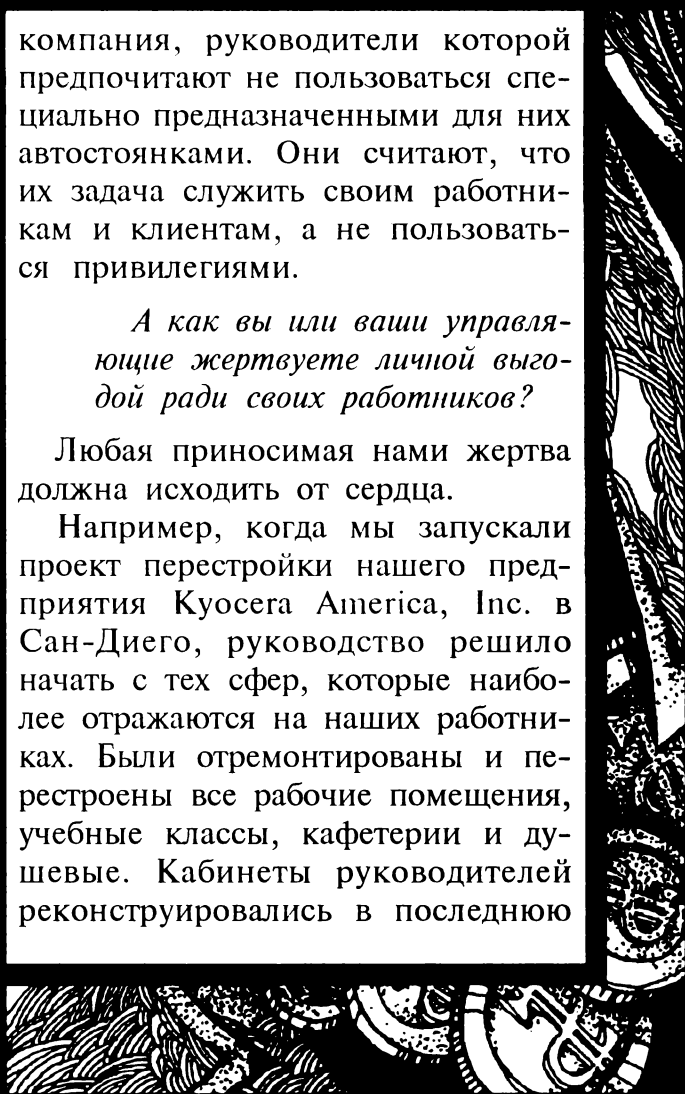 компания, руководители которой
предпочитают не пользоваться спе-
циально предназначенными для них
автостоянками. Они считают, что
их задача служить своим работни-
кам и клиентам, а не пользовать-
ся привилегиями.
А как вы или ваши управля-
ющие жертвуете личной выго-
дой ради своих работников?
Любая приносимая нами жертва
должна исходить от сердца.
Например, когда мы запускали
проект перестройки нашего пред-
приятия Kyocera America, Inc. в
Сан-Диего, руководство решило
начать с тех сфер, которые наибо-
лее отражаются на наших работни-
ках. Были отремонтированы и пе-
рестроены все рабочие помещения,
учебные классы, кафетерии и ду-
шевые. Кабинеты руководителей
реконструировались в последнюю